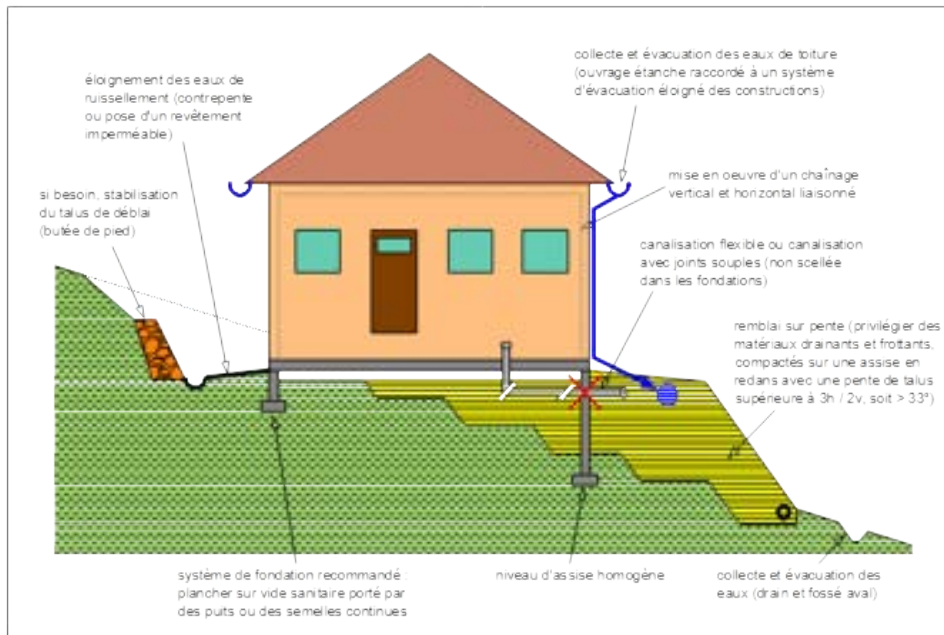 collecte et évacuation des eaux de toiture
(ouvrage étanche raccordé à un système
d'évacuation éloigné des constructions)
éloignement des eaux de
ruissellement (contrepente
ou pose d'un revêtement
imperméable)
mise en oeuvre d'un chaînage
vertical et horizontal liaisonné
si besoin, stabilisation
du talus de déblai
(butée de pied)
canalisation flexible ou canalisation
avec joints souples (non scellée
dans les fondations)
remblai sur pente (privilégier des
matériaux drainants et frottants,
compactés sur une assise en
redans avec une pente de talus
supérieure à 3h / 2v, soit > 33°)
système de fondation recommandé :
plancher sur vide sanitaire porté par
des puits ou des semelles continues
niveau d'assise homogène
collecte et évacuation des
eaux (drain et fossé aval)